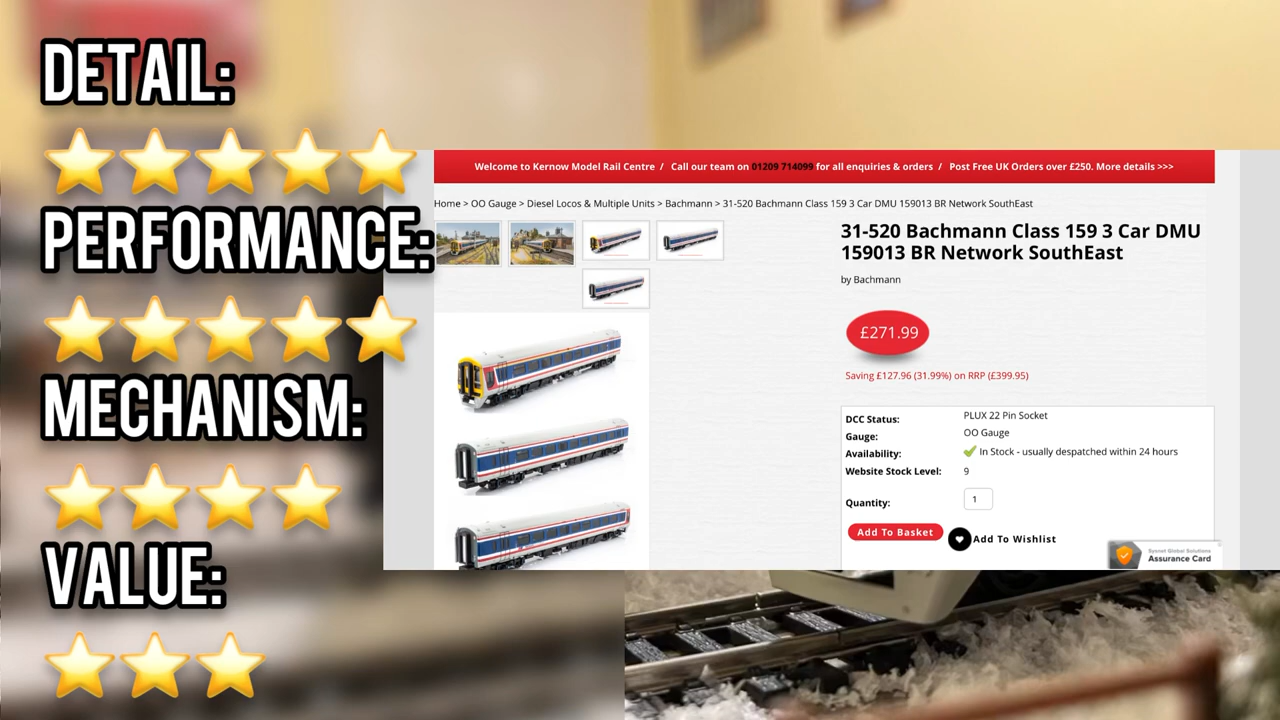 DETAIL:
PERFORMANCE:
MECHANISM:
VALUE:
Welcome to Kernow Model Rail Centre / Call our team on 01209 714099 for all enquiries & orders / Post Free UK Orders over £250. More details >>>
Home > OO Gauge > Diesel Locos & Multiple Units > Bachmann > 31-520 Bachmann Class 159 3 Car DMU 159013 BR Network SouthEast
31-520 Bachmann Class 159 3 Car DMU
159013 BR Network SouthEast
by Bachmann
£271.99
Saving £127.96 (31.99%) on RRP (£399.95)
DCC Status: PLUX 22 Pin Socket
Gauge: OO Gauge
Availability: In Stock - usually despatched within 24 hours
Website Stock Level: 9
Quantity: 1
Add To Basket Add To Wishlist
Sysnet Global Solutions
Assurance Card